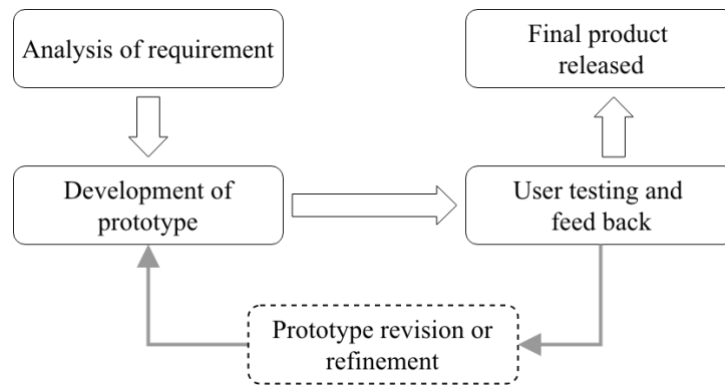 Analysis of requirement
Final product
released
Development of
prototype
User testing and
feed back
Prototype revision or
refinement